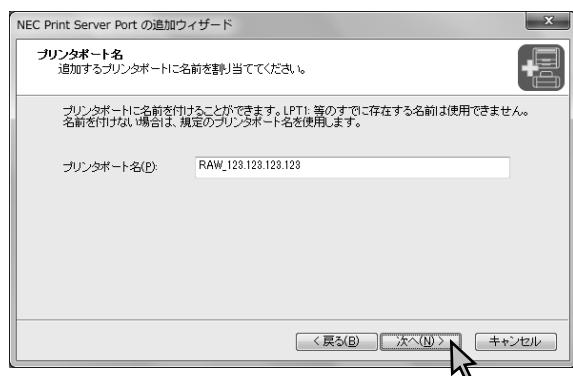 NEC Print Server Port の追加ウィザード
プリンタポート名
追加するプリンタポートに名前を割り当ててください。
プリンタポートに名前を付けることができます。LPT1: 等のすでに存在する名前は使用できません。
名前を付けない場合は、規定のプリンタポート名を使用します。
プリンタポート名(P): RAW_123.123.123.123
< 戻る(B) 次へ(N) > キャンセル